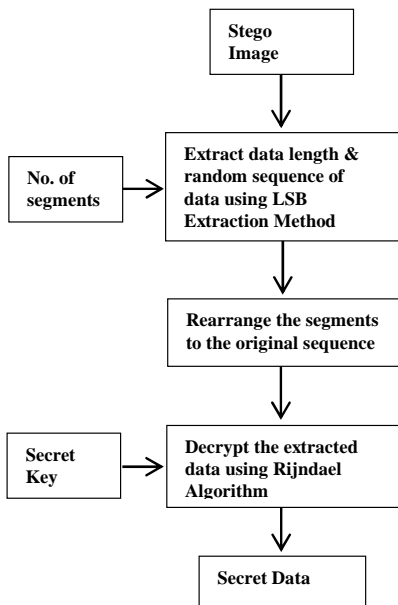 Stego
Image
Extract data length &
random sequence of
data using LSB
Extraction Method
No. of
segments
Rearrange the segments
to the original sequence
Secret
Key
Decrypt the extracted
data using Rijndael
Algorithm
Secret Data